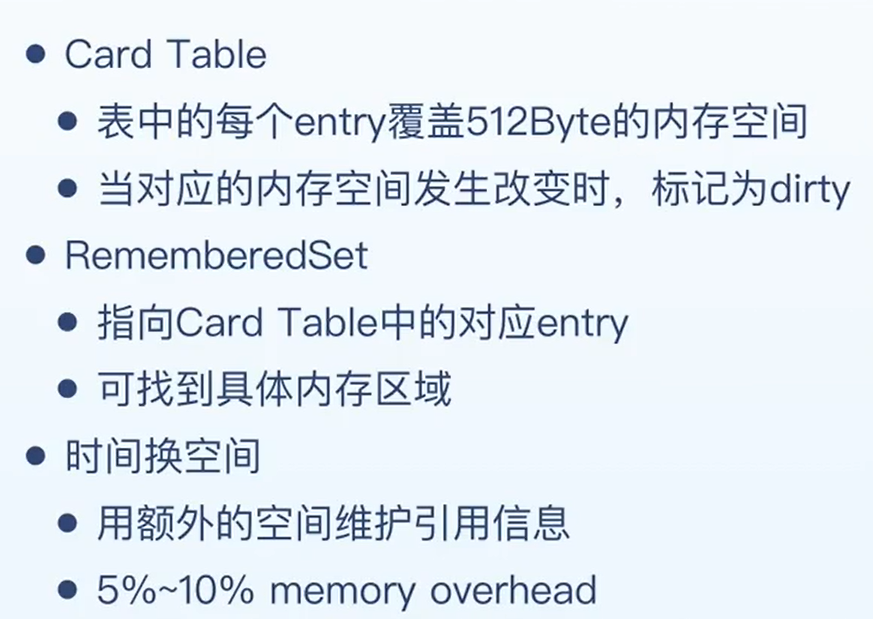 Card Table
表中的每个entry覆盖512Byte的内存空间
当对应的内存空间发生改变时，标记为dirty
RememberedSet
指向Card Table中的对应entry
可找到具体内存区域
时间换空间
用额外的空间维护引用信息
5%~10% memory overhead